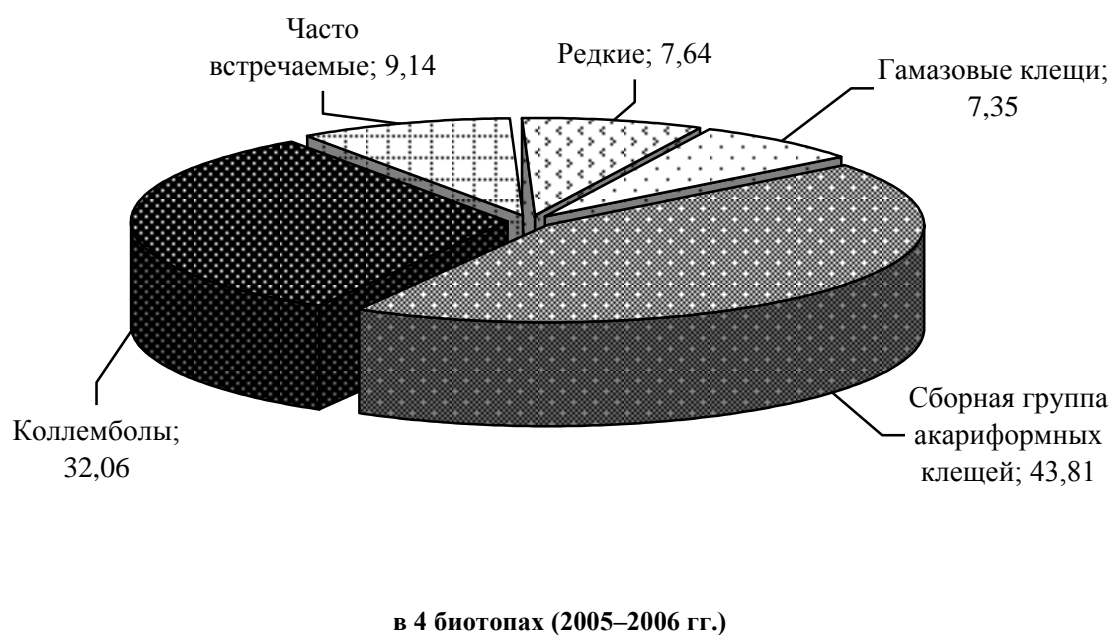 Часто
встречаемые; 9,14
Редкие; 7,64
Гамазовые клещи;
7,35
Коллемболы;
32,06
Сборная группа
акариформных
клещей; 43,81
в 4 биотопах (2005–2006 гг.)